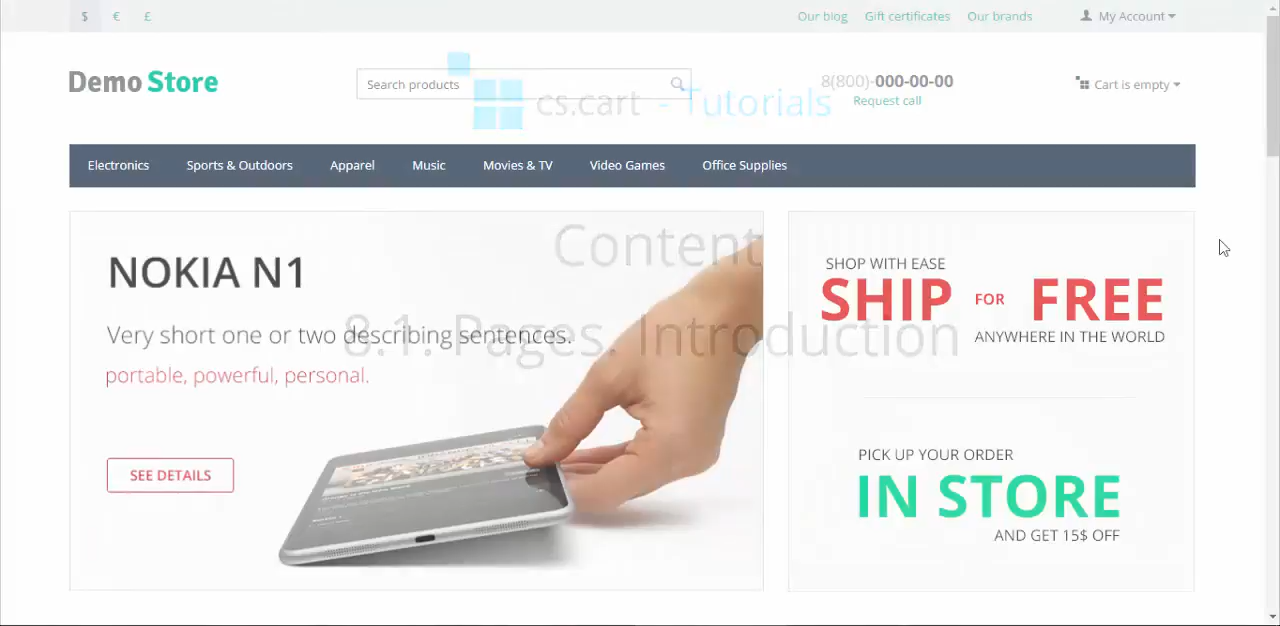 $ € £ Our blog Gift certificates Our brands My Account
Demo Store Search products 8(800)-000-00-00 Cart is empty
Request call
cs.cart - Tutorials
Electronics Sports & Outdoors Apparel Music Movies & TV Video Games Office Supplies
Content
8.1. Pages. Introduction
NOKIA N1
Very short one or two describing sentences.
portable, powerful, personal.
SEE DETAILS
SHOP WITH EASE
SHIP FOR FREE
ANYWHERE IN THE WORLD
PICK UP YOUR ORDER
IN STORE
AND GET 15$ OFF